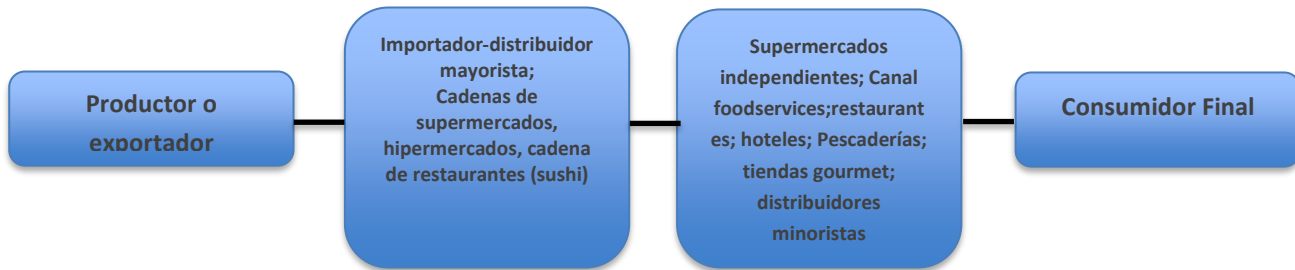 Productor o
exportador
Importador-distribuidor
mayorista;
Cadenas de
supermercados,
hipermercados, cadena
de restaurantes (sushi)
Supermercados
independientes; Canal
foodservices;restaurant
es; hoteles; Pescaderías;
tiendas gourmet;
distribuidores
minoristas
Consumidor Final